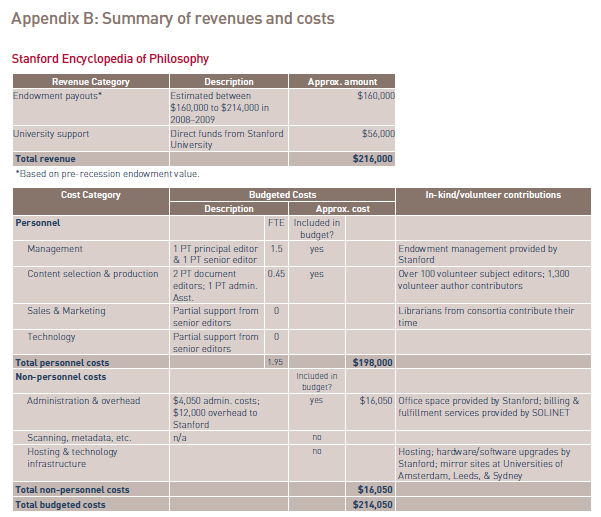 Appendix B: Summary of revenues and costs
Stanford Encyclopedia of Philosophy
Revenue Category Description Approx. amount
Endowment payouts* Estimated between $160,000
$160,000 to $214,000 in
2008–2009
University support Direct funds from Stanford $56,000
University
Total revenue $216,000
*Based on pre-recession endowment value.
Cost Category Budgeted Costs In-kind/volunteer contributions
Description Approx. cost
Personnel FTE Included in
budget?
Management 1 PT principal editor 1.5 yes Endowment management provided by
& 1 PT senior editor Stanford
Content selection & production 2 PT document 0.45 yes Over 100 volunteer subject editors; 1,300
editors; 1 PT admin. volunteer author contributors
Asst.
Sales & Marketing Partial support from 0 Librarians from consortia contribute their
senior editors time
Technology Partial support from 0
senior editors
Total personnel costs 1.95 $198,000
Non-personnel costs Included in
budget?
Administration & overhead $4,050 admin. costs; yes $16,050 Office space provided by Stanford; billing &
$12,000 overhead to fulfillment services provided by SOLINET
Stanford
Scanning, metadata, etc. n/a no
Hosting & technology no Hosting; hardware/software upgrades by
infrastructure Stanford; mirror sites at Universities of
Amsterdam, Leeds, & Sydney
Total non-personnel costs $16,050
Total budgeted costs $214,050